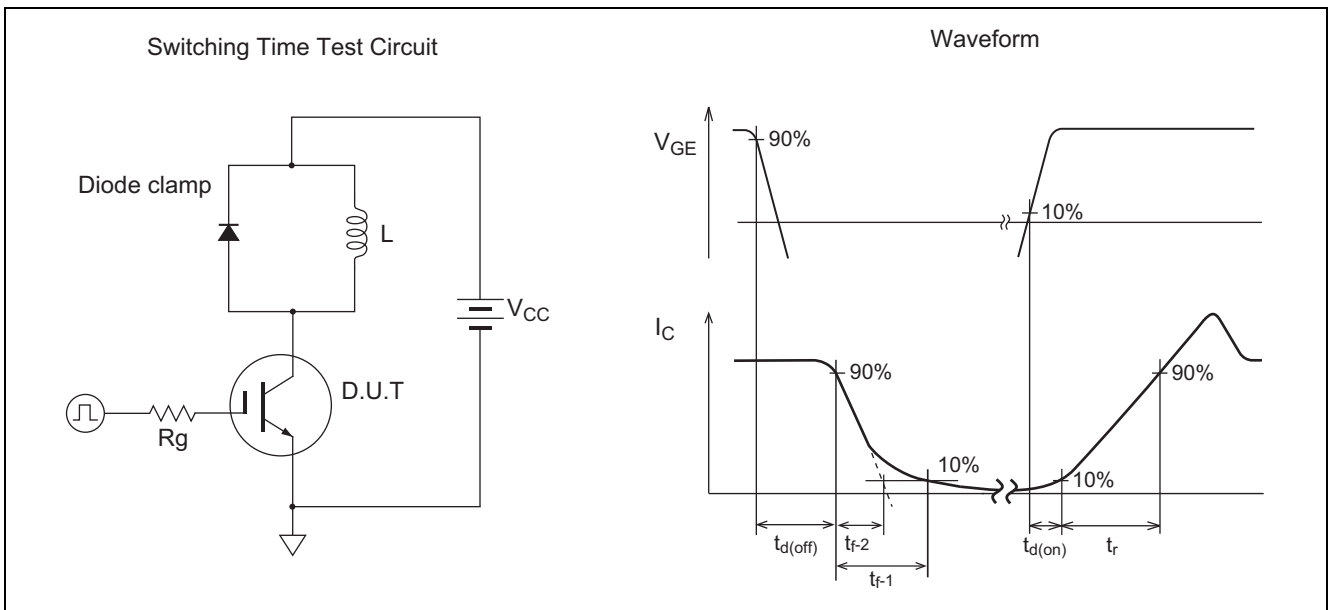 Switching Time Test Circuit
Diode clamp
L
VCC
D.U.T
Rg
Waveform
VGE
90%
10%
IC
90%
10%
90%
10%
td(off)
tf-2
tf-1
td(on)
tr